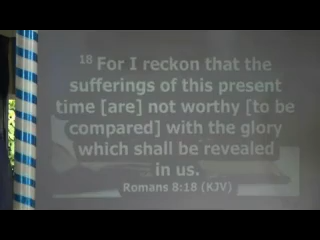 18 For I reckon that the
sufferings of this present
time [are] not worthy [to be
compared] with the glory
which shall be revealed
in us.
Romans 8:18 (KJV)